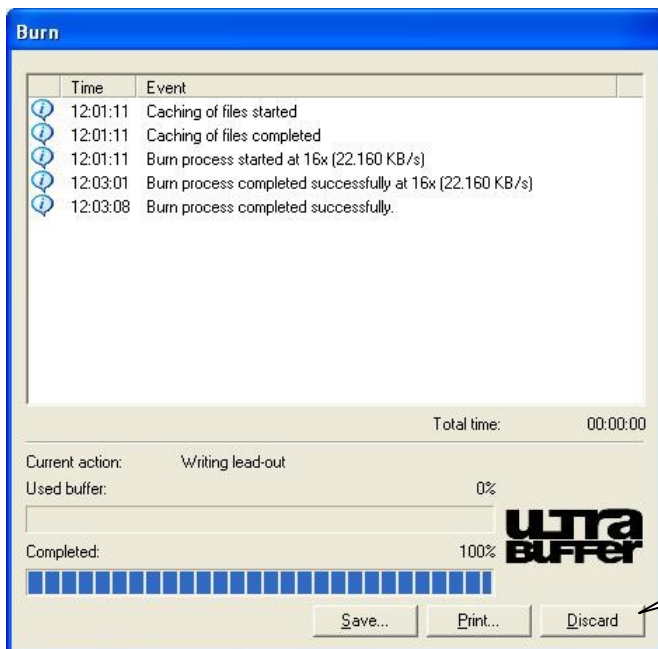 Burn
Time Event
12:01:11 Caching of files started
12:01:11 Caching of files completed
12:01:11 Burn process started at 16x (22.160 KB/s)
12:03:01 Burn process completed successfully at 16x (22.160 KB/s)
12:03:08 Burn process completed successfully.
Total time: 00:00:00
Current action: Writing lead-out
Used buffer: 0%
ULTRA
BUFFER
Completed: 100%
Save... Print... Discard